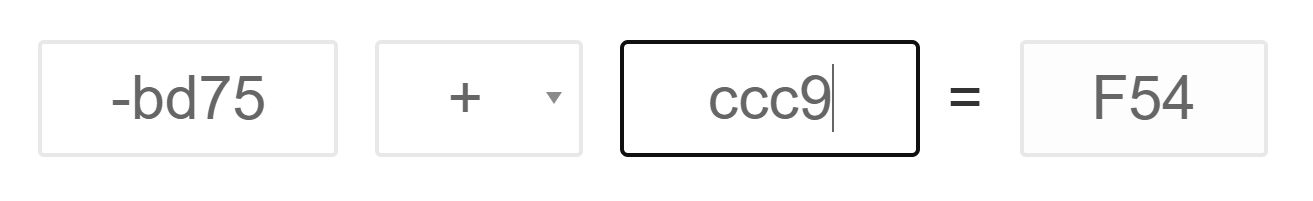 -bd75 + ccc9 = F54